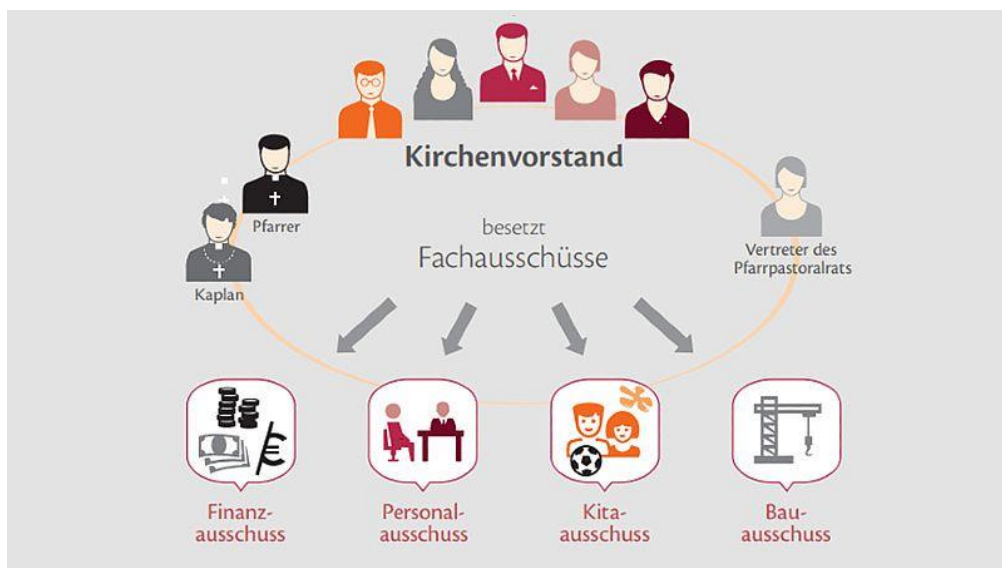 Kirchenvorstand
Pfarrer
Kaplan
besetzt
Fachausschüsse
Vertreter des
Pfarrpastoralrats
Finanz-
ausschuss
Personal-
ausschuss
Kita-
ausschuss
Bau-
ausschuss